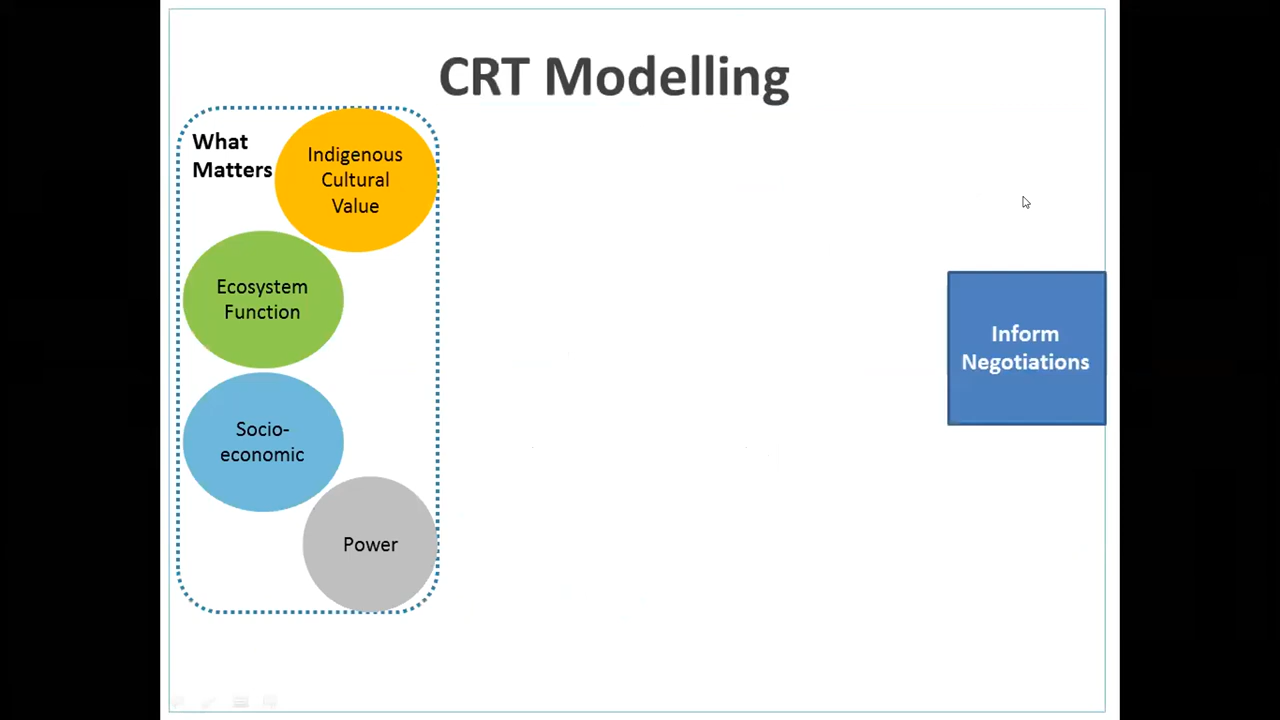 CRT Modelling
What
Matters
Indigenous
Cultural
Value
Ecosystem
Function
Socio-
economic
Power
Inform
Negotiations